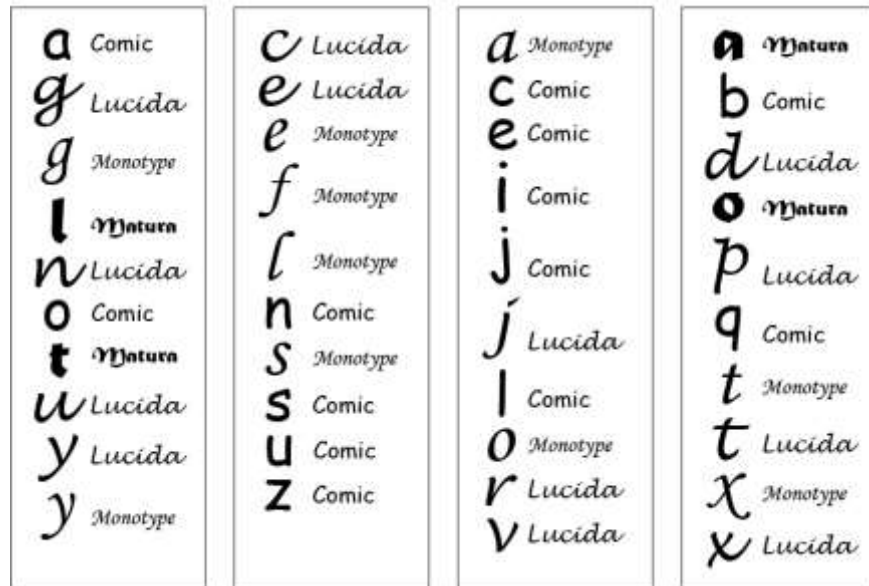 a Comic
g Lucida
g Monotype
l Matura
n Lucida
o Comic
t Matura
u Lucida
y Lucida
y Monotype
c Lucida
e Lucida
e Monotype
f Monotype
l Monotype
n Comic
s Monotype
s Comic
u Comic
z Comic
a Monotype
c Comic
e Comic
i Comic
j Comic
j Lucida
l Comic
o Monotype
r Lucida
v Lucida
a Matura
b Comic
d Lucida
o Matura
p Lucida
q Comic
t Monotype
t Lucida
x Monotype
x Lucida